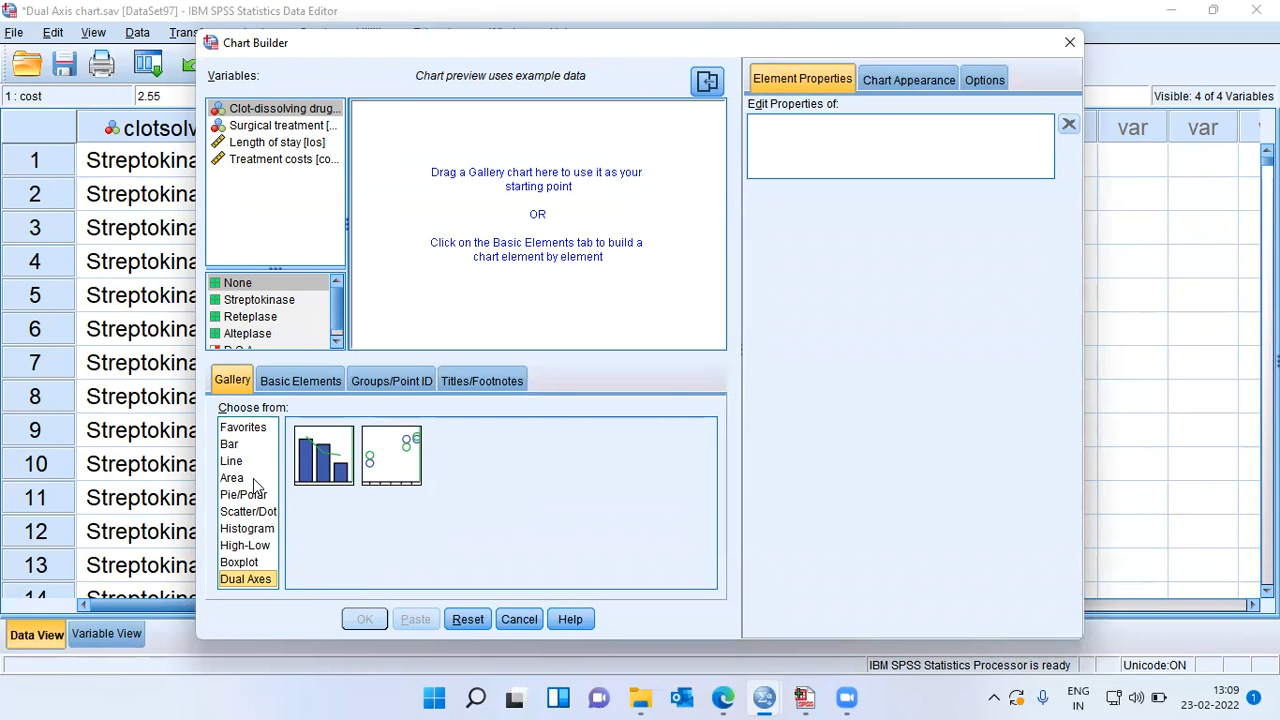 *Dual Axis chart.sav [DataSet97] - IBM SPSS Statistics Data Editor
File Edit View Data
Chart Builder
1 : cost 2.55
Visible: 4 of 4 Variables
clotsolv
var var
1 Streptokina
2 Streptokina
3 Streptokina
4 Streptokina
5 Streptokina
6 Streptokina
7 Streptokina
8 Streptokina
9 Streptokina
10 Streptokina
11 Streptokina
12 Streptokina
13 Streptokina
14
Variables:
Chart preview uses example data
Clot-dissolving drug...
Surgical treatment [...
Length of stay [los]
Treatment costs [co...
None
Streptokinase
Reteplase
Alteplase
Drag a Gallery chart here to use it as your
starting point
OR
Click on the Basic Elements tab to build a
chart element by element
Gallery Basic Elements Groups/Point ID Titles/Footnotes
Choose from:
Favorites
Bar
Line
Area
Pie/Polar
Scatter/Dot
Histogram
High-Low
Boxplot
Dual Axes
OK Paste Reset Cancel Help
Element Properties Chart Appearance Options
Edit Properties of:
Data View Variable View
IBM SPSS Statistics Processor is ready Unicode:ON
ENG
IN
13:09
23-02-2022
1